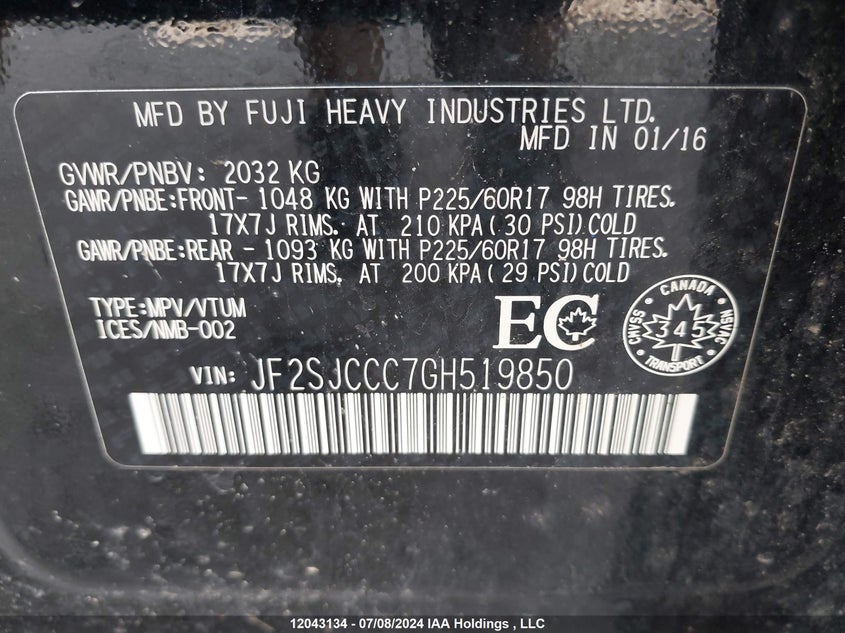 MFD BY FUJI HEAVY INDUSTRIES LTD.
MFD IN 01/16
GVWR/PNBV: 2032 KG
GAWR/PNBE:FRONT- 1048 KG WITH P225/60R17 98H TIRES.
17X7J RIMS. AT 210 KPA(30 PSI)COLD
GAWR/PNBE:REAR - 1093 KG WITH P225/60R17 98H TIRES.
17X7J RIMS. AT 200 KPA(29 PSI)COLD
TYPE:MPV/VTUM
ICES/NMB-002
EC
CANADA
CMVSS
345
NSVAC
TRANSPORT
VIN: JF2SJCCC7GH519850
12043134 - 07/08/2024 IAA Holdings , LLC